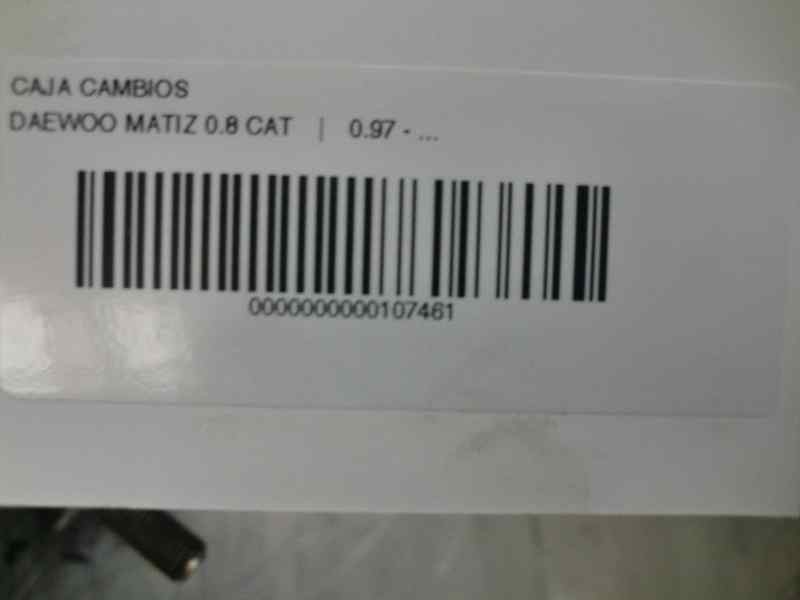 CAJA CAMBIOS
DAEWOO MATIZ 0.8 CAT | 0.97 - ...
0000000000107461